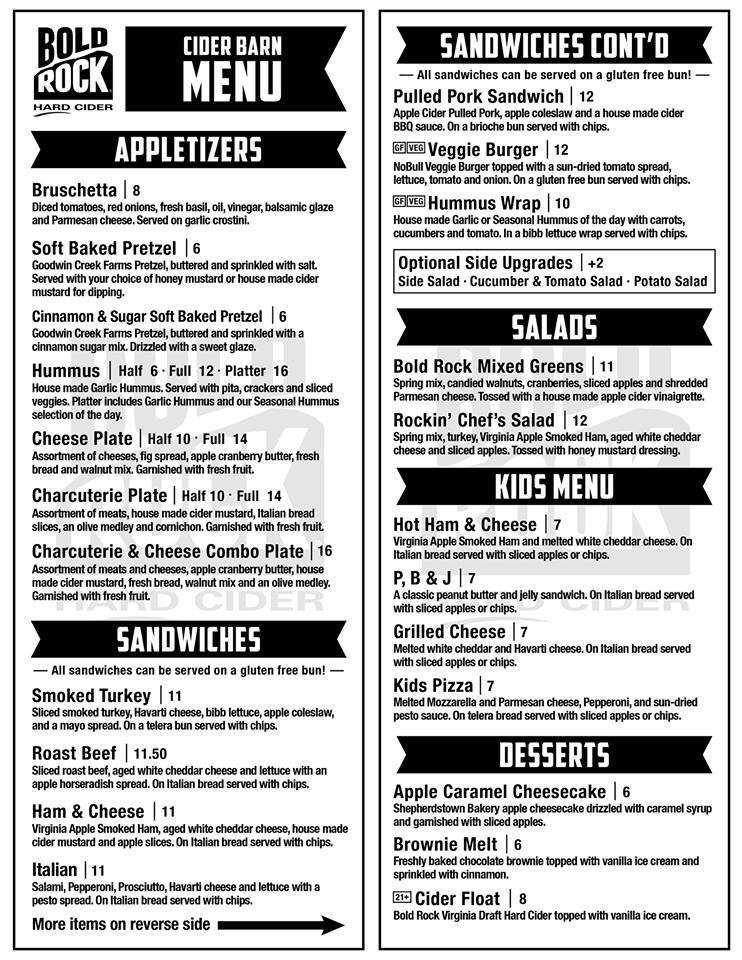 BOLD
ROCK
HARD CIDER
CIDER BARN
MENU
APPLETIZERS
Bruschetta | 8
Diced tomatoes, red onions, fresh basil, oil, vinegar, balsamic glaze
and Parmesan cheese. Served on garlic crostini.
Soft Baked Pretzel | 6
Goodwin Creek Farms Pretzel, buttered and sprinkled with salt.
Served with your choice of honey mustard or house made cider
mustard for dipping.
Cinnamon & Sugar Soft Baked Pretzel | 6
Goodwin Creek Farms Pretzel, buttered and sprinkled with a
cinnamon sugar mix. Drizzled with a sweet glaze.
Hummus | Half 6 · Full 12 · Platter 16
House made Garlic Hummus. Served with pita, crackers and sliced
veggies. Platter includes Garlic Hummus and our Seasonal Hummus
selection of the day.
Cheese Plate | Half 10 · Full 14
Assortment of cheeses, fig spread, apple cranberry butter, fresh
bread and walnut mix. Garnished with fresh fruit.
Charcuterie Plate | Half 10 · Full 14
Assortment of meats, house made cider mustard, Italian bread
slices, an olive medley and cornichon. Garnished with fresh fruit.
Charcuterie & Cheese Combo Plate | 16
Assortment of meats and cheeses, apple cranberry butter, house
made cider mustard, fresh bread, walnut mix and an olive medley.
Garnished with fresh fruit.
SANDWICHES
— All sandwiches can be served on a gluten free bun! —
Smoked Turkey | 11
Sliced smoked turkey, Havarti cheese, bibb lettuce, apple coleslaw,
and a mayo spread. On a telera bun served with chips.
Roast Beef | 11.50
Sliced roast beef, aged white cheddar cheese and lettuce with an
apple horseradish spread. On Italian bread served with chips.
Ham & Cheese | 11
Virginia Apple Smoked Ham, aged white cheddar cheese, house made
cider mustard and apple slices. On Italian bread served with chips.
Italian | 11
Salami, Pepperoni, Prosciutto, Havarti cheese and lettuce with a
pesto spread. On Italian bread served with chips.
More items on reverse side
SANDWICHES CONT'D
— All sandwiches can be served on a gluten free bun! —
Pulled Pork Sandwich | 12
Apple Cider Pulled Pork, apple coleslaw and a house made cider
BBQ sauce. On a brioche bun served with chips.
GF VEG Veggie Burger | 12
NoBull Veggie Burger topped with a sun-dried tomato spread,
lettuce, tomato and onion. On a gluten free bun served with chips.
GF VEG Hummus Wrap | 10
House made Garlic or Seasonal Hummus of the day with carrots,
cucumbers and tomato. In a bibb lettuce wrap served with chips.
Optional Side Upgrades | +2
Side Salad · Cucumber & Tomato Salad · Potato Salad
SALADS
Bold Rock Mixed Greens | 11
Spring mix, candied walnuts, cranberries, sliced apples and shredded
Parmesan cheese. Tossed with a house made apple cider vinaigrette.
Rockin' Chef's Salad | 12
Spring mix, turkey, Virginia Apple Smoked Ham, aged white cheddar
cheese and sliced apples. Tossed with honey mustard dressing.
KIDS MENU
Hot Ham & Cheese | 7
Virginia Apple Smoked Ham and melted white cheddar cheese. On
Italian bread served with sliced apples or chips.
P, B & J | 7
A classic peanut butter and jelly sandwich. On Italian bread served
with sliced apples or chips.
Grilled Cheese | 7
Melted white cheddar and Havarti cheese. On Italian bread served
with sliced apples or chips.
Kids Pizza | 7
Melted Mozzarella and Parmesan cheese, Pepperoni, and sun-dried
pesto sauce. On telera bread served with sliced apples or chips.
DESSERTS
Apple Caramel Cheesecake | 6
Shepherdstown Bakery apple cheesecake drizzled with caramel syrup
and garnished with sliced apples.
Brownie Melt | 6
Freshly baked chocolate brownie topped with vanilla ice cream and
sprinkled with cinnamon.
21+ Cider Float | 8
Bold Rock Virginia Draft Hard Cider topped with vanilla ice cream.